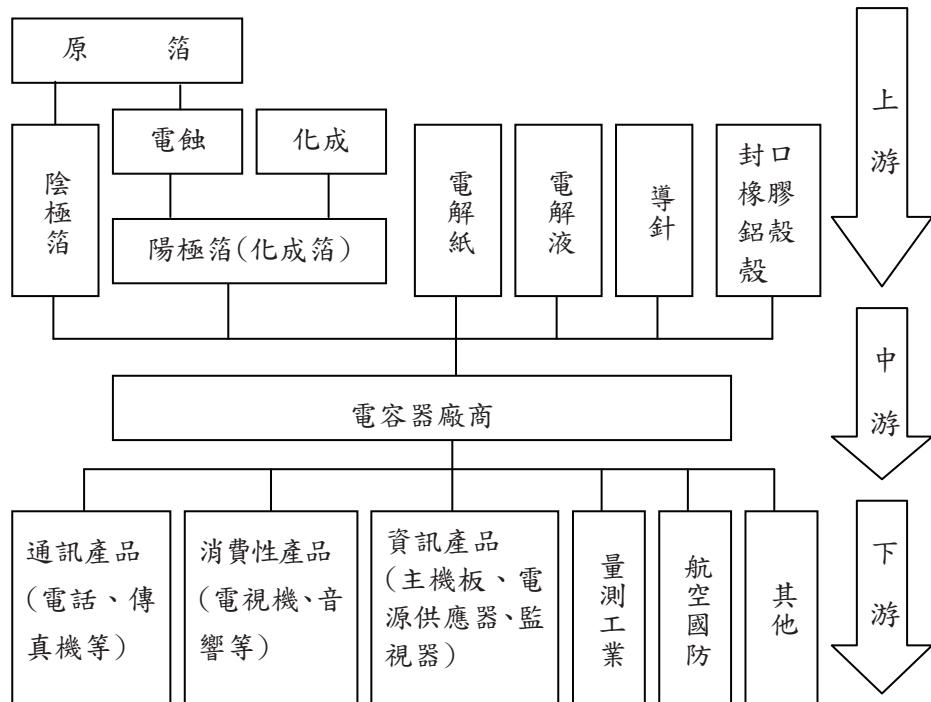 原 箔
電蝕
化成
陰極箔
陽極箔(化成箔)
電解紙
電解液
導針
封口
橡膠
鋁殼
殼
上游
電容器廠商
中游
通訊產品
(電話、傳
真機等)
消費性產品
(電視機、音
響等)
資訊產品
(主機板、電
源供應器、監
視器)
量測工業
航空國防
其他
下游